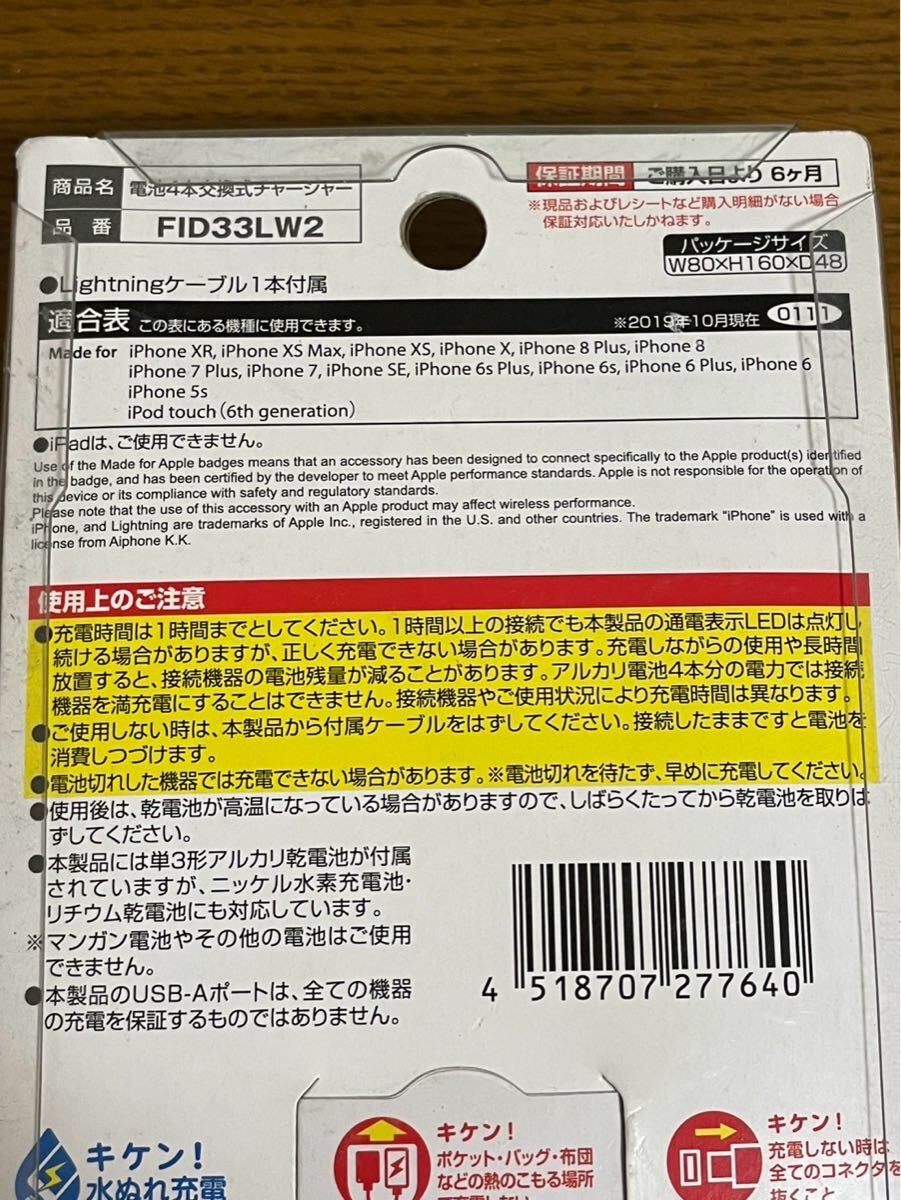 商品名 電池4本交換式チャージャー
品番 FID33LW2
保証期間 ご購入日より 6ヶ月
※現品およびレシートなど購入明細がない場合
保証対応いたしかねます。
パッケージサイズ
W80×H160×D48
●Lightningケーブル1本付属
適合表 この表にある機種に使用できます。 ※2019年10月現在 0111
Made for iPhone XR, iPhone XS Max, iPhone XS, iPhone X, iPhone 8 Plus, iPhone 8
iPhone 7 Plus, iPhone 7, iPhone SE, iPhone 6s Plus, iPhone 6s, iPhone 6 Plus, iPhone 6
iPhone 5s
iPod touch (6th generation)
●iPadは、ご使用できません。
Use of the Made for Apple badges means that an accessory has been designed to connect specifically to the Apple product(s) identified
in the badge, and has been certified by the developer to meet Apple performance standards. Apple is not responsible for the operation of
this device or its compliance with safety and regulatory standards.
Please note that the use of this accessory with an Apple product may affect wireless performance.
iPhone, and Lightning are trademarks of Apple Inc., registered in the U.S. and other countries. The trademark "iPhone" is used with a
license from Aiphone K.K.
使用上のご注意
●充電時間は1時間までとしてください。1時間以上の接続でも本製品の通電表示LEDは点灯し
続ける場合がありますが、正しく充電できない場合があります。充電しながらの使用や長時間
放置すると、接続機器の電池残量が減ることがあります。アルカリ電池4本分の電力では接続
機器を満充電にすることはできません。接続機器やご使用状況により充電時間は異なります。
●ご使用しない時は、本製品から付属ケーブルをはずしてください。接続したままですと電池を
消費しつづけます。
●電池切れした機器では充電できない場合があります。※電池切れを待たず、早めに充電してください。
●使用後は、乾電池が高温になっている場合がありますので、しばらくたってから乾電池を取りは
ずしてください。
●本製品には単3形アルカリ乾電池が付属
されていますが、ニッケル水素充電池・
リチウム乾電池にも対応しています。
※マンガン電池やその他の電池はご使用
できません。
●本製品のUSB-Aポートは、全ての機器
の充電を保証するものではありません。
4 518707 277640
キケン!
水ぬれ充電
キケン!
ポケット・バッグ・布団
などの熱のこもる場所
で充電しない
キケン!
充電しない時は
全てのコネクタを
抜くこと